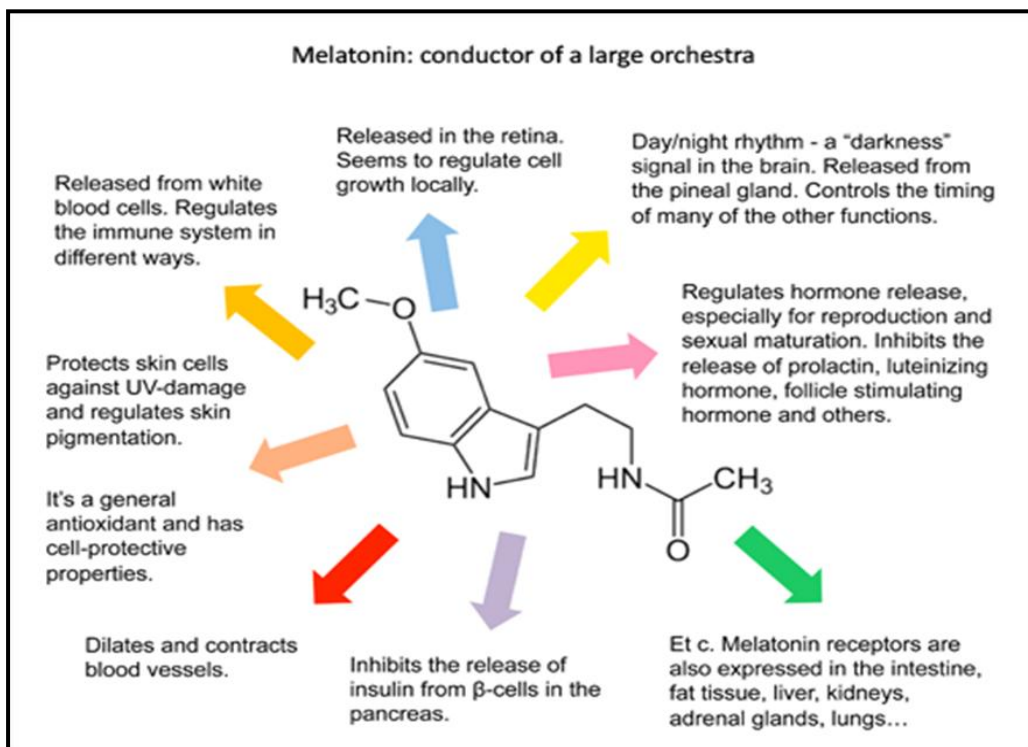 Melatonin: conductor of a large orchestra
Released in the retina.
Seems to regulate cell
growth locally.
Day/night rhythm - a “darkness”
signal in the brain. Released from
the pineal gland. Controls the timing
of many of the other functions.
Released from white
blood cells. Regulates
the immune system in
different ways.
Regulates hormone release,
especially for reproduction and
sexual maturation. Inhibits the
release of prolactin, luteinizing
hormone, follicle stimulating
hormone and others.
H₃C
O
Protects skin cells
against UV-damage
and regulates skin
pigmentation.
HN
HN
CH₃
O
It's a general
antioxidant and has
cell-protective
properties.
Dilates and contracts
blood vessels.
Inhibits the release of
insulin from β-cells in the
pancreas.
Et c. Melatonin receptors are
also expressed in the intestine,
fat tissue, liver, kidneys,
adrenal glands, lungs...